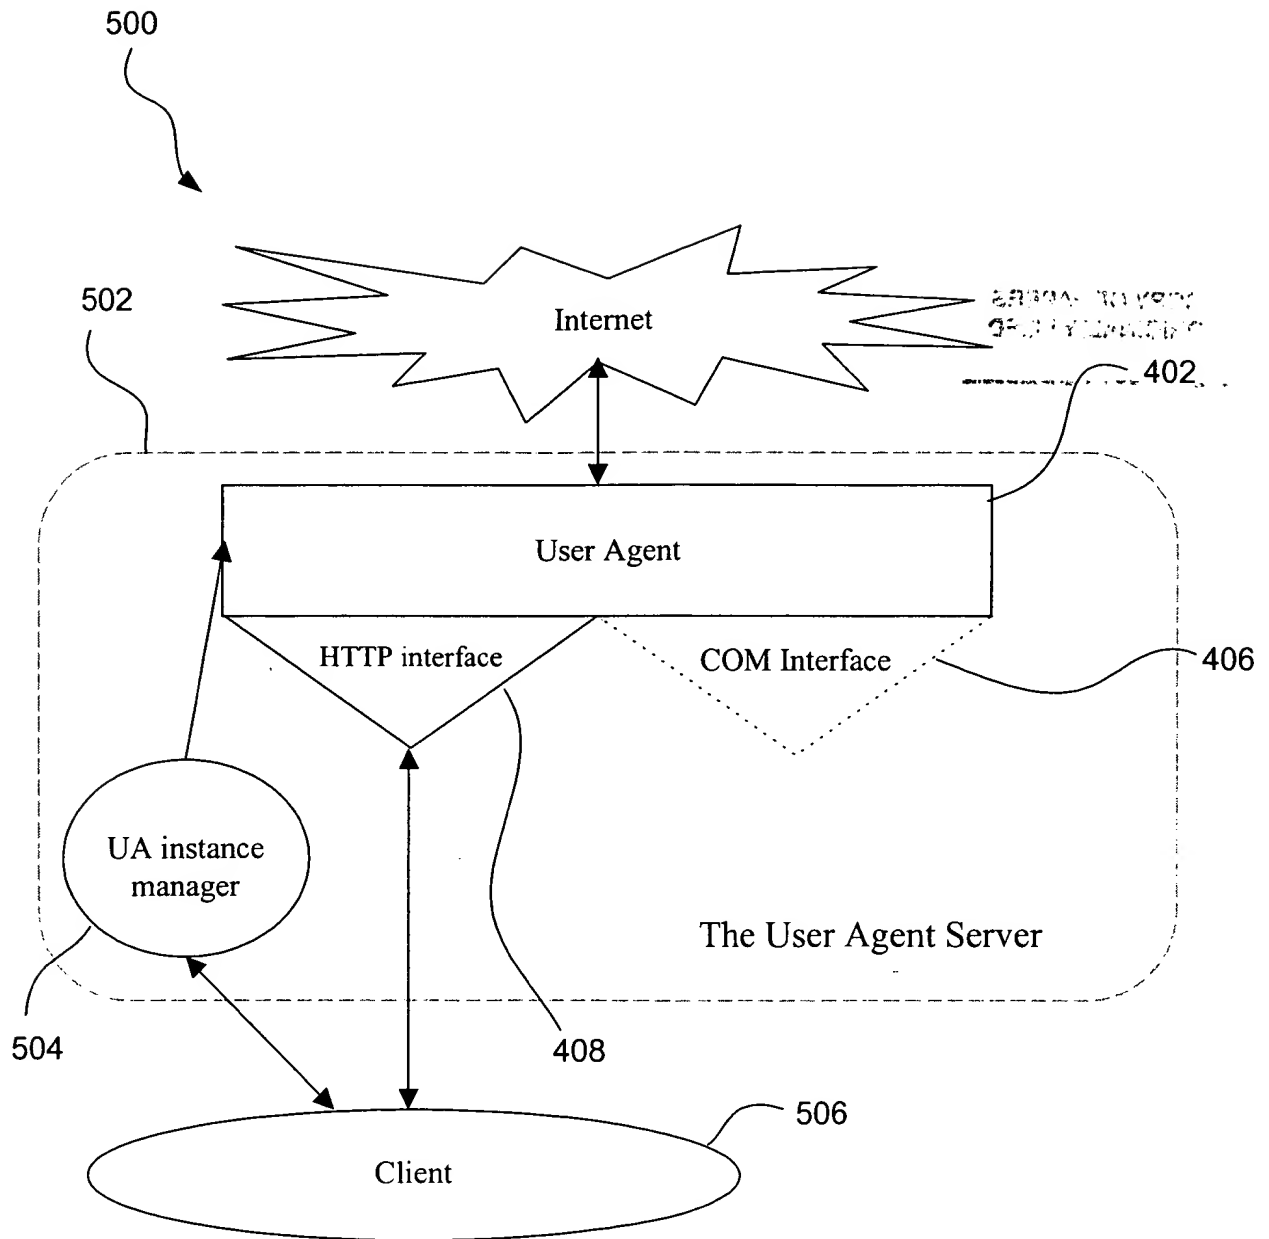 500
502
Internet
402
User Agent
HTTP interface
COM Interface
406
UA instance
manager
The User Agent Server
504
408
506
Client